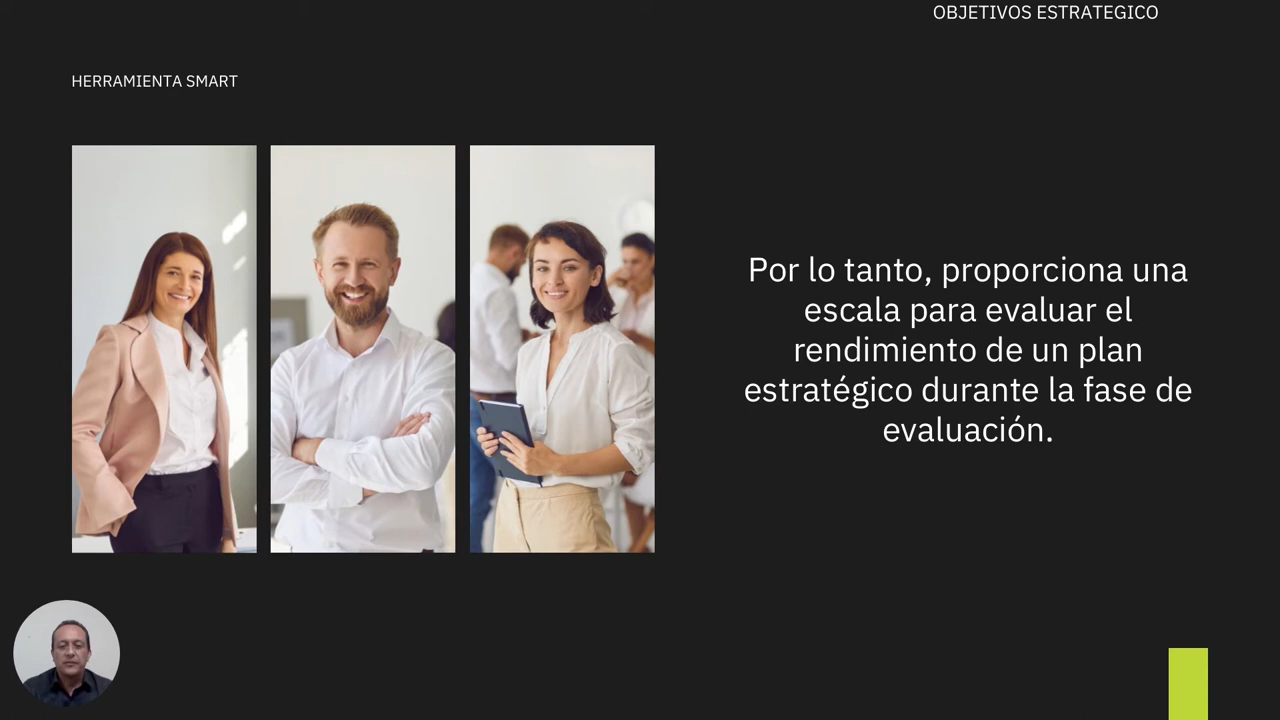 OBJETIVOS ESTRATEGICO
HERRAMIENTA SMART
Por lo tanto, proporciona una
escala para evaluar el
rendimiento de un plan
estratégico durante la fase de
evaluación.